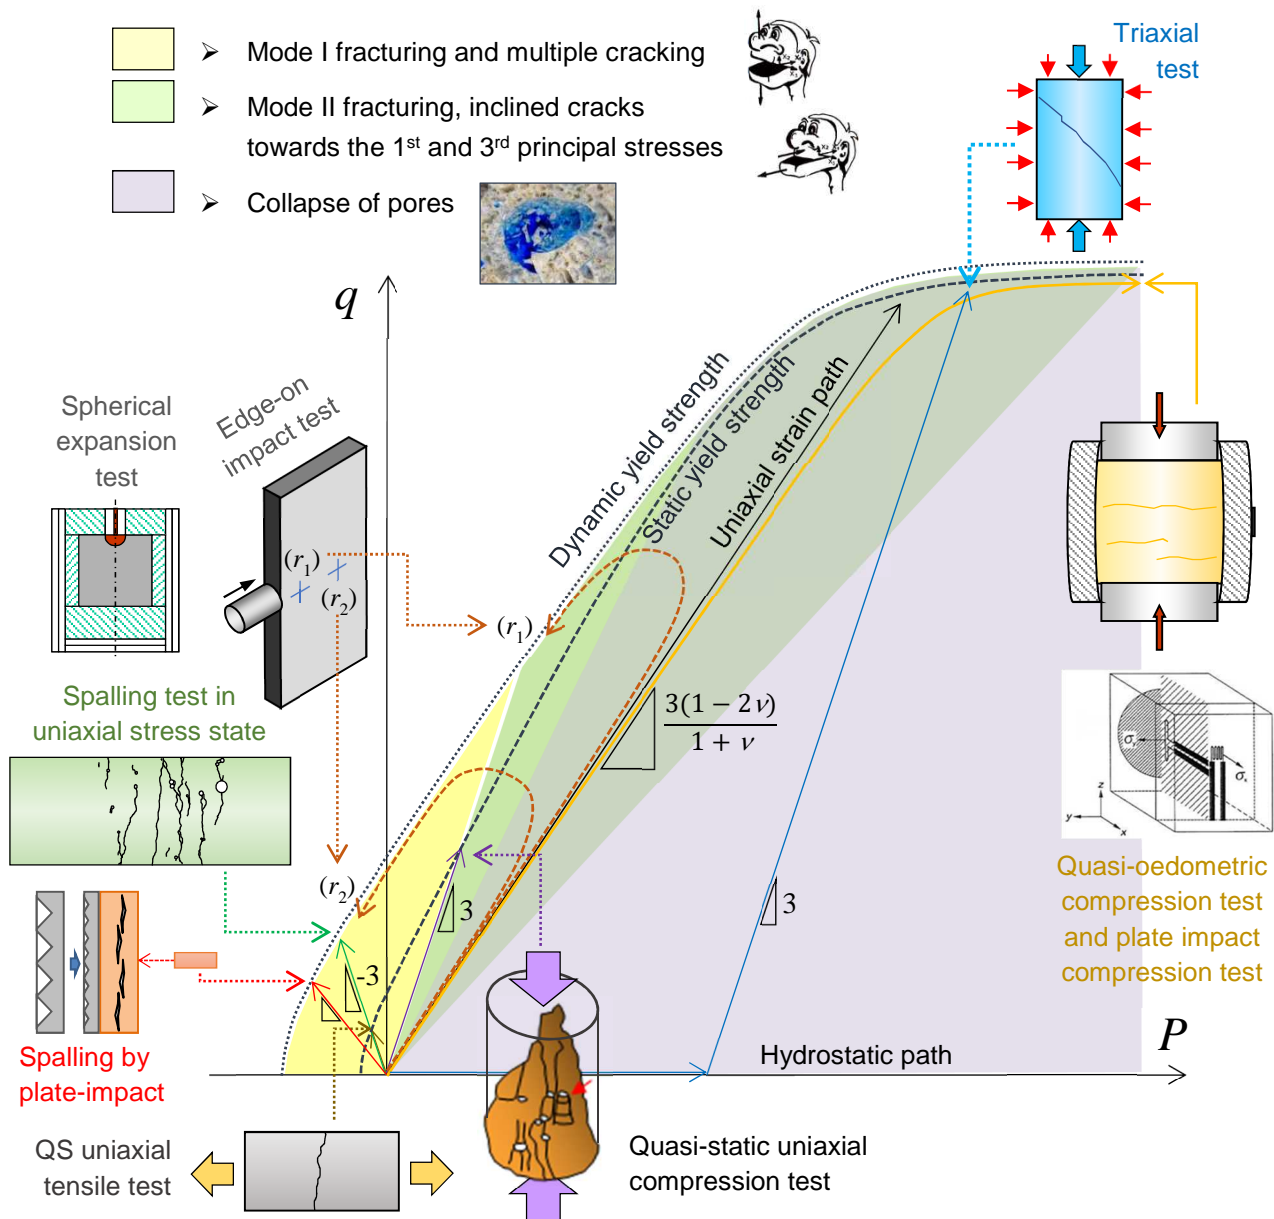 Mode I fracturing and multiple cracking
Mode II fracturing, inclined cracks
towards the 1st and 3rd principal stresses
Collapse of pores
Triaxial
test
q
Spherical
expansion
test
Edge-on
impact test
(r1)
(r2)
Dynamic yield strength
Static yield strength
Uniaxial strain path
(r1)
3(1 − 2ν)
1 + ν
Spalling test in
uniaxial stress state
(r2)
3
3
-3
σ
σ
z
y
x
Quasi-oedometric
compression test
and plate impact
compression test
Spalling by
plate-impact
Hydrostatic path
P
QS uniaxial
tensile test
Quasi-static uniaxial
compression test